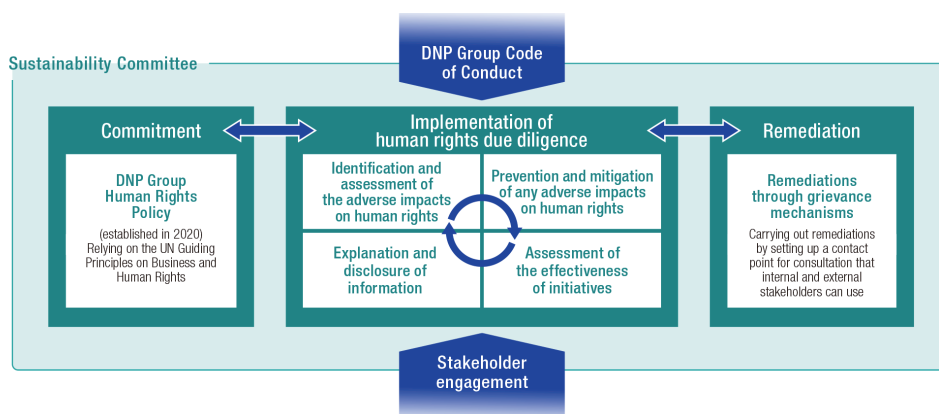 DNP Group Code
of Conduct
Sustainability Committee
Commitment
DNP Group
Human Rights
Policy
(established in 2020)
Relying on the UN Guiding
Principles on Business and
Human Rights
Implementation of
human rights due diligence
Identification and
assessment of
the adverse impacts
on human rights
Prevention and mitigation
of any adverse impacts
on human rights
Explanation and
disclosure of
information
Assessment of
the effectiveness
of initiatives
Remediation
Remediations
through grievance
mechanisms
Carrying out remediations
by setting up a contact
point for consultation that
internal and external
stakeholders can use
Stakeholder
engagement